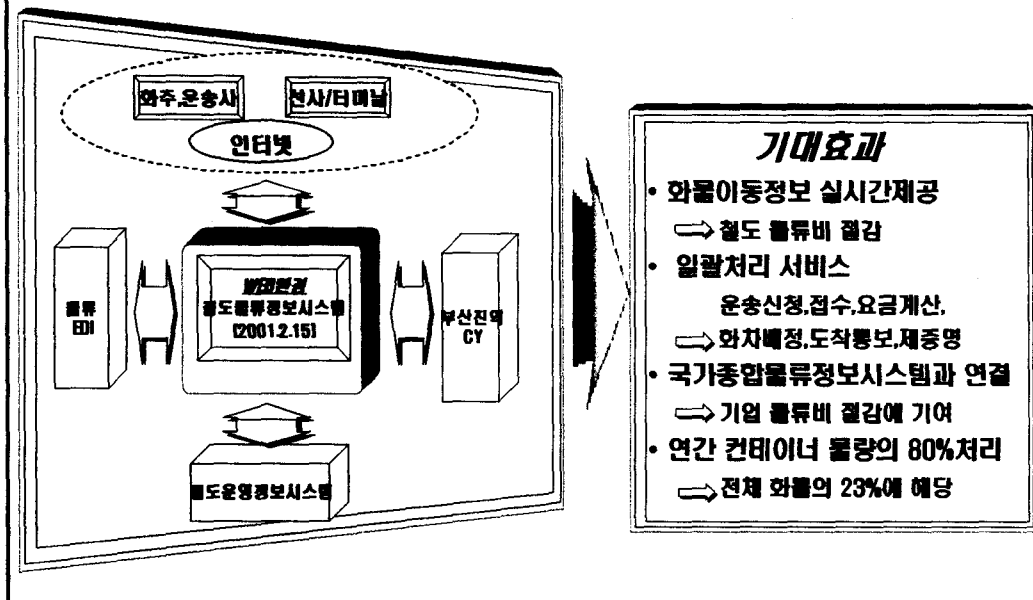 화주,운송사
선사/터미날
인터넷
물류
EDI
WEB환경
철도물류정보시스템
(2001.2.15)
부산진역
CY
철도운영정보시스템
기대효과
• 화물이동정보 실시간제공
⇨ 철도 물류비 절감
• 일괄처리 서비스
운송신청,접수,요금계산,
⇨ 화차배정,도착통보,제증명
• 국가종합물류정보시스템과 연결
⇨ 기업 물류비 절감에 기여
• 연간 컨테이너 물량의 80%처리
⇨ 전체 화물의 23%에 해당